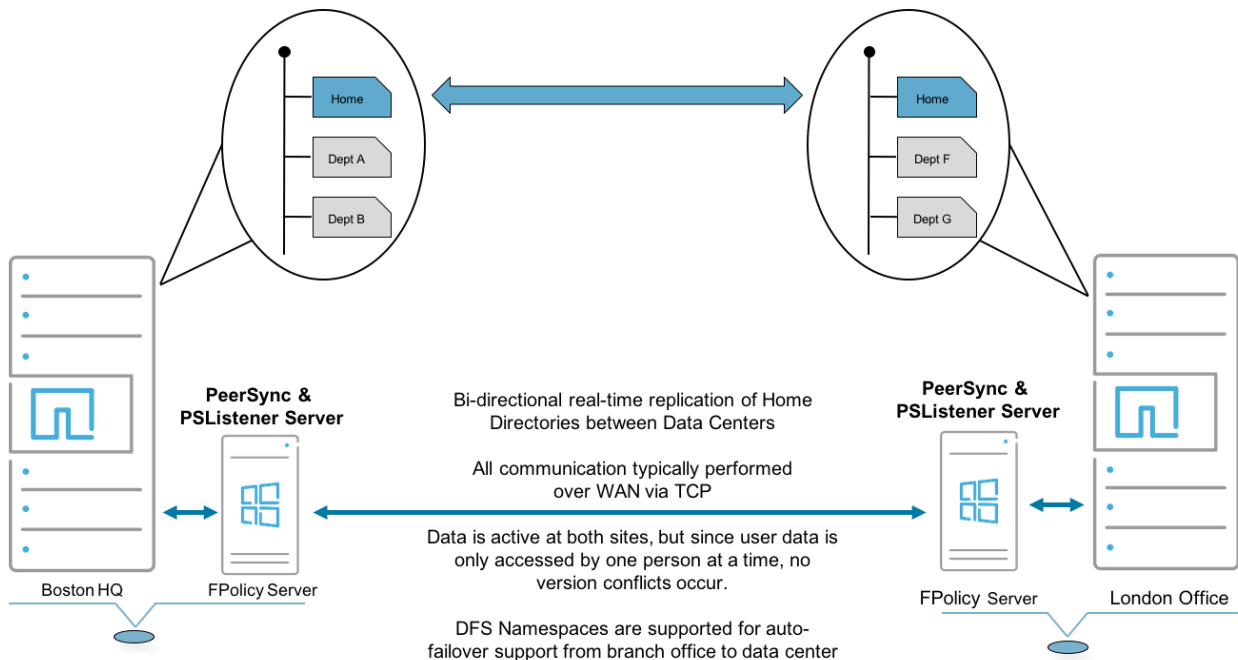 Home
Dept A
Dept B
Home
Dept F
Dept G
PeerSync &
PSListener Server
PeerSync &
PSListener Server
Bi-directional real-time replication of Home
Directories between Data Centers
All communication typically performed
over WAN via TCP
Data is active at both sites, but since user data is
only accessed by one person at a time, no
version conflicts occur.
DFS Namespaces are supported for auto-
failover support from branch office to data center
Boston HQ
FPolicy Server
FPolicy Server
London Office